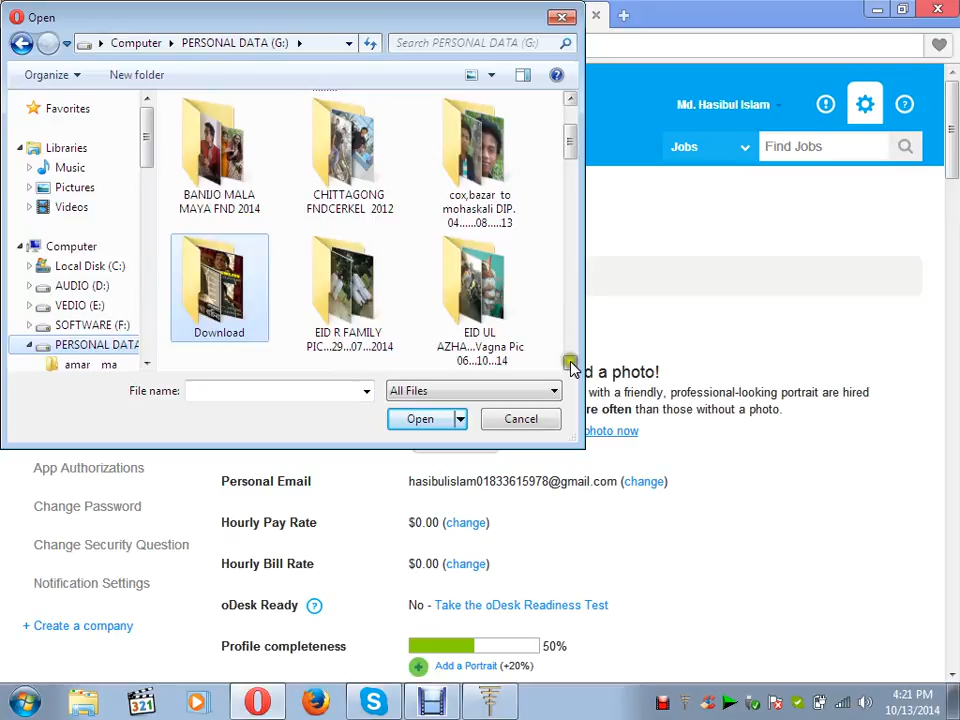 Open
Computer
PERSONAL DATA (G:)
Search PERSONAL DATA (G:)
Organize
New folder
Favorites
Libraries
Music
Pictures
Videos
Computer
Local Disk (C:)
AUDIO (D:)
VEDIO (E:)
SOFTWARE (F:)
PERSONAL DATA
amar ma
BANIJO MALA
MAYA FND 2014
CHITTAGONG
FNDCERKEL 2012
cox,bazar to
mohaskali DIP.
04......08.....13
Download
EID R FAMILY
PIC...29...07...2014
EID UL
AZHA...Vagna Pic
06...10...14
File name:
All Files
Open
Cancel
Md. Hasibul Islam
Jobs
Find Jobs
d a photo!
with a friendly, professional-looking portrait are hired
re often than those without a photo.
photo now
App Authorizations
Change Password
Change Security Question
Notification Settings
+ Create a company
Personal Email
hasibulislam01833615978@gmail.com (change)
Hourly Pay Rate
$0.00 (change)
Hourly Bill Rate
$0.00 (change)
oDesk Ready ?
No - Take the oDesk Readiness Test
Profile completeness
50%
Add a Portrait (+20%)
321
4:21 PM
10/13/2014